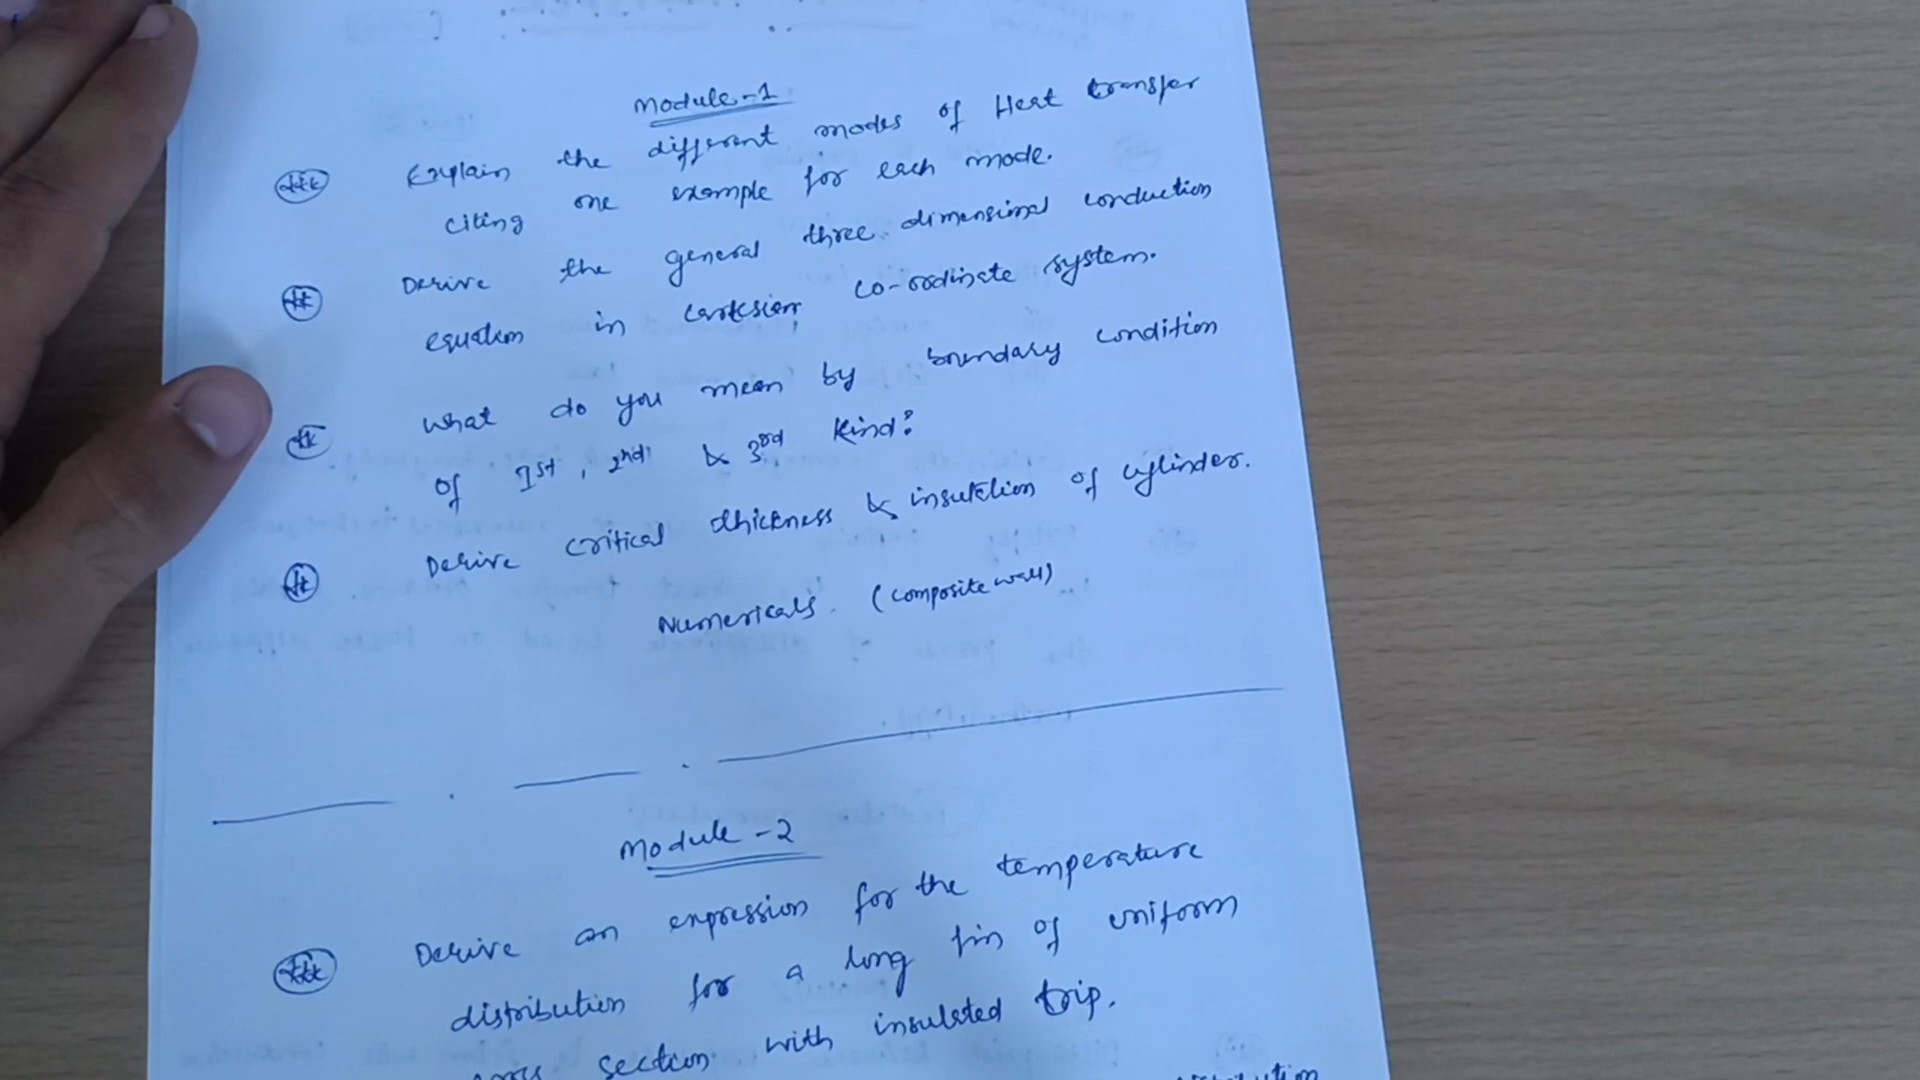 Module-1
*** Explain the different modes of Heat transfer
citing one example for each mode.
** Derive the general three dimensional conduction
equation in cartesian co-ordinate system.
** What do you mean by boundary condition
of 1st, 2nd & 3rd kind?
** Derive critical thickness & insulation of cylinder.
Numericals. (composite wall)
Module-2
*** Derive an expression for the temperature
distribution for a long fin of uniform
section with insulated trip.